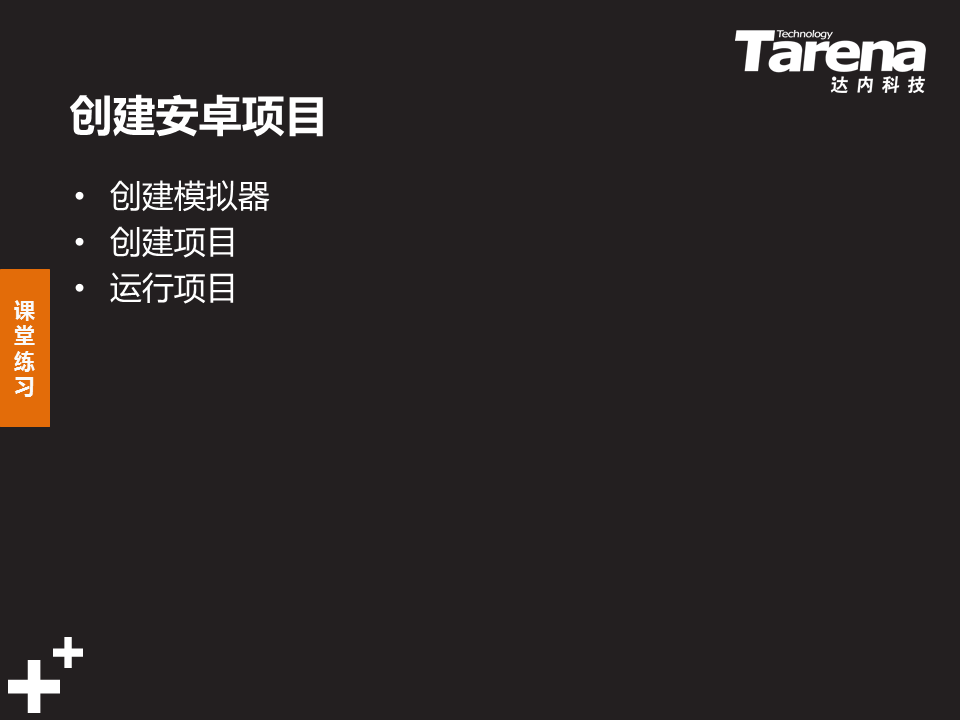 Technology
Tarena
达内科技
创建安卓项目
• 创建模拟器
• 创建项目
• 运行项目
课
堂
练
习